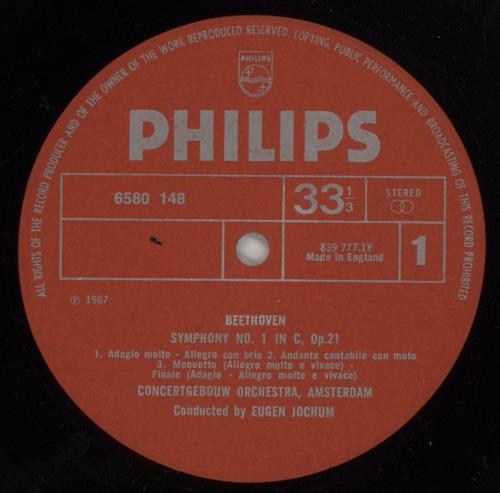 ALL RIGHTS OF THE RECORD PRODUCER AND OF THE OWNER OF THE WORK REPRODUCED RESERVED. COPYING, PUBLIC PERFORMANCE AND BROADCASTING OF THIS RECORD PROHIBITED
PHILIPS
PHILIPS
6580 148
33 1/3
STEREO
839 777.1Y
Made in England
1
℗ 1967
BEETHOVEN
SYMPHONY NO. 1 IN C, Op.21
1. Adagio molto - Allegro con brio 2. Andante cantabile con moto
3. Menuetto (Allegro molto e vivace) -
Finale (Adagio - Allegro molto e vivace)
CONCERTGEBOUW ORCHESTRA, AMSTERDAM
Conducted by EUGEN JOCHUM